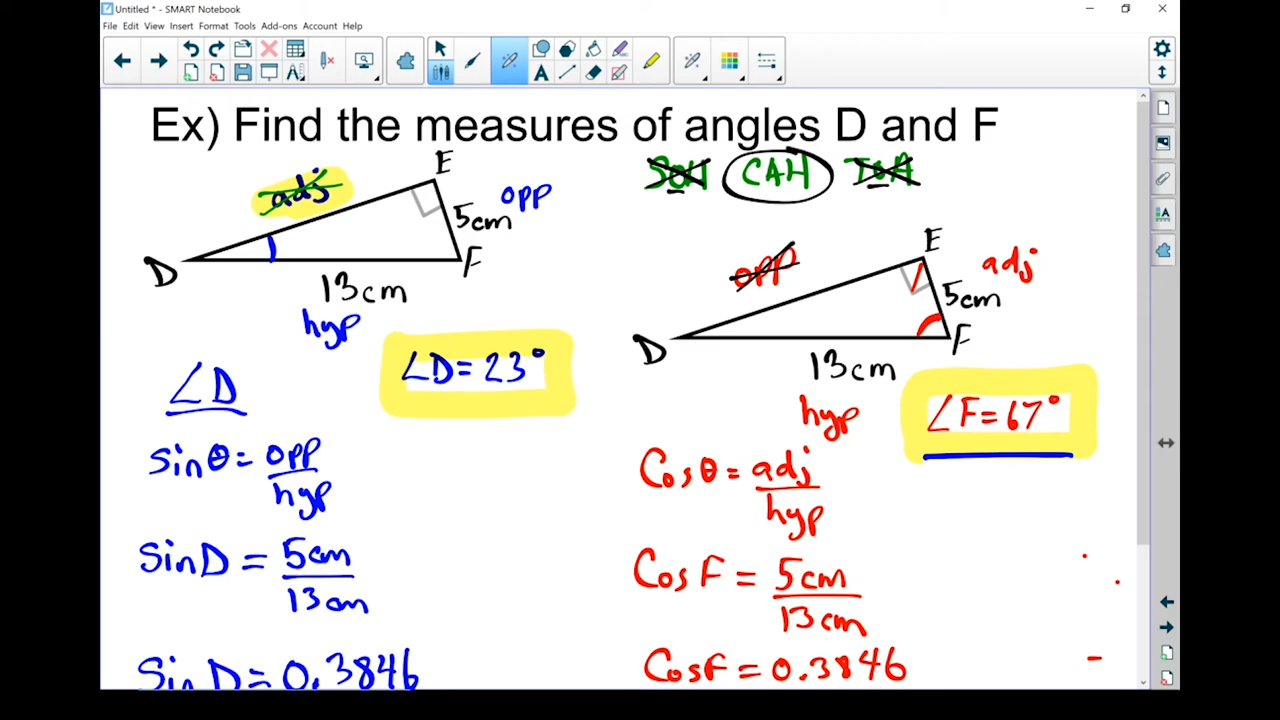 Untitled * - SMART Notebook
File Edit View Insert Format Tools Add-ons Account Help
Ex) Find the measures of angles D and F
SOH CAH TOA
adj
E
opp
5cm
D
F
13cm
hyp
∠D = 23°
∠D
sinθ = opp
hyp
sinD = 5cm
13cm
sinD = 0.3846
opp
E
adj
5cm
D
F
13cm
hyp
∠F = 67°
Cosθ = adj
hyp
CosF = 5cm
13cm
CosF = 0.3846